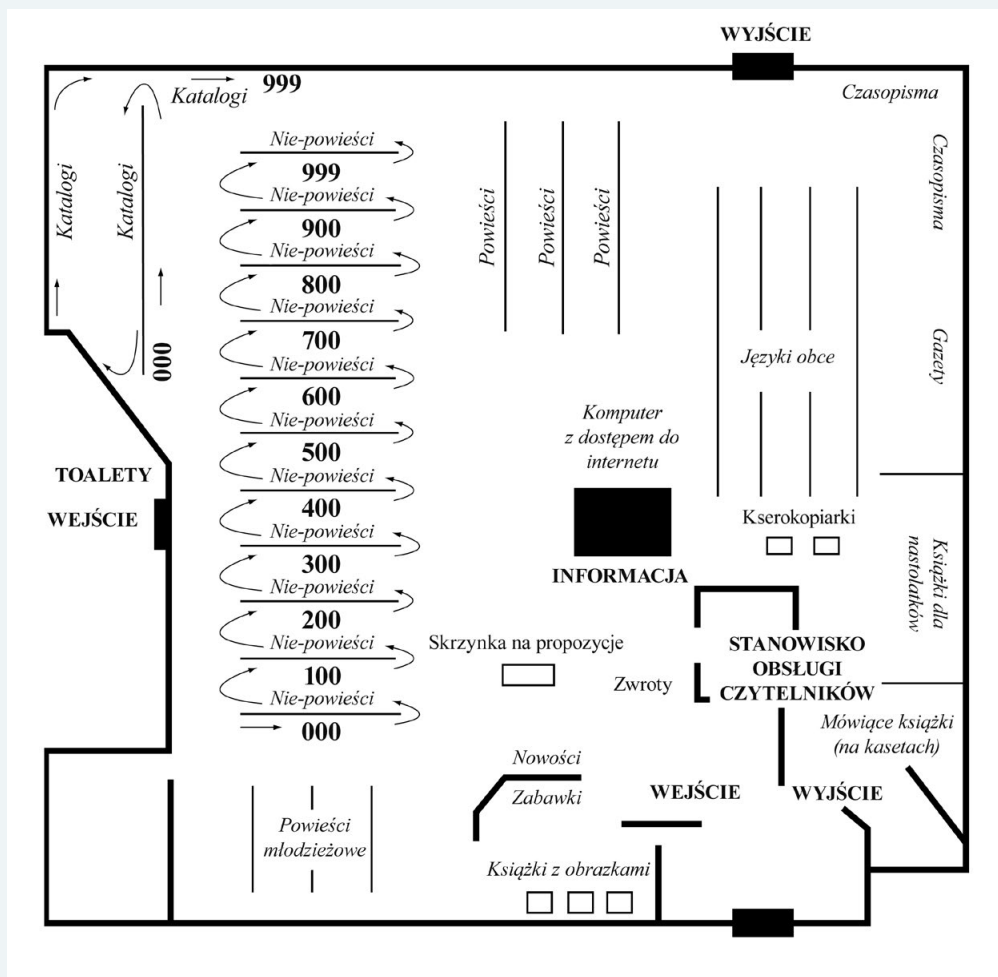 WYJŚCIE
Czasopisma
Katalogi
999
Czasopisma
Katalogi
Katalogi
000
Nie-powieści
999
Nie-powieści
900
Nie-powieści
800
Nie-powieści
700
Nie-powieści
600
Nie-powieści
500
Nie-powieści
400
Nie-powieści
300
Nie-powieści
200
Nie-powieści
100
Nie-powieści
000
Powieści
Powieści
Powieści
Języki obce
Gazety
Komputer
z dostępem do
internetu
INFORMACJA
TOALETY
WEJŚCIE
Kserokopiarki
Książki dla
nastolatków
Skrzynka na propozycje
Zwroty
STANOWISKO
OBSŁUGI
CZYTELNIKÓW
Mówiące książki
(na kasetach)
Nowości
Zabawki
WEJŚCIE
WYJŚCIE
Powieści
młodzieżowe
Książki z obrazkami